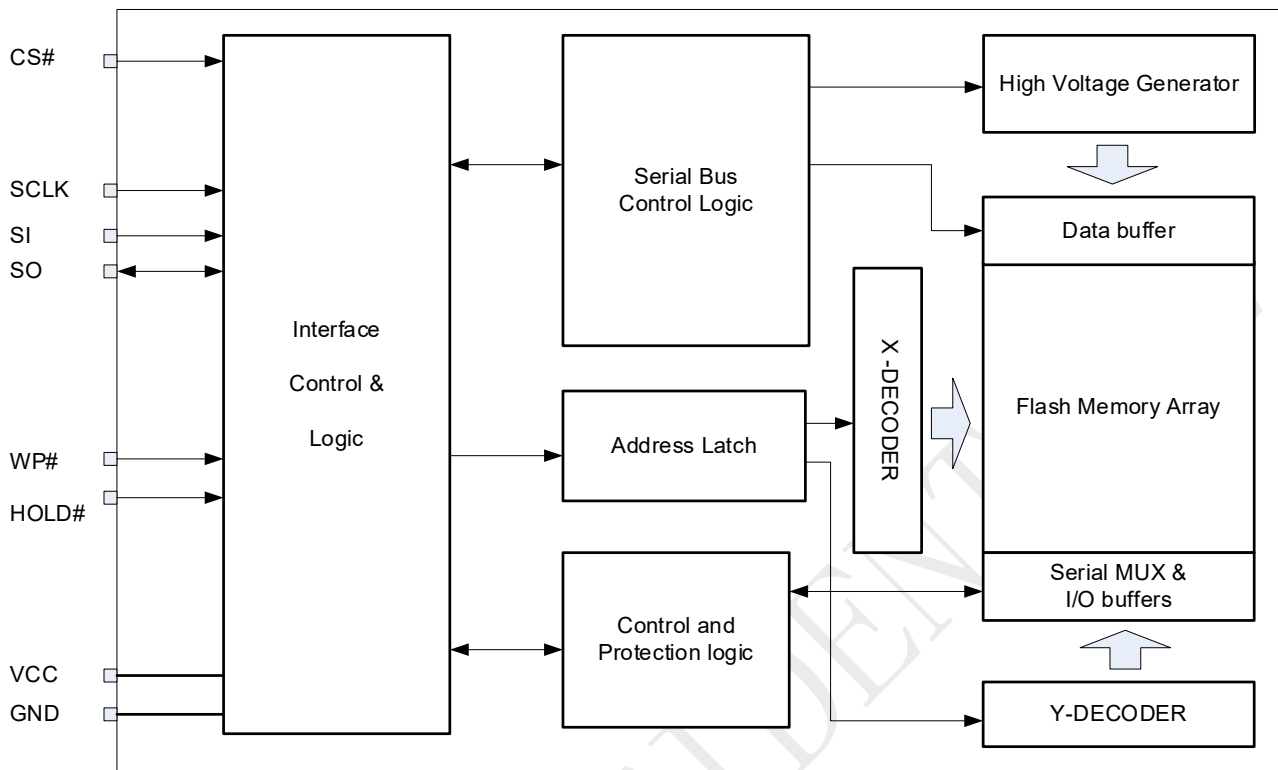 CS#
SCLK
SI
SO
WP#
HOLD#
VCC
GND
Interface
Control &
Logic
Serial Bus
Control Logic
Address Latch
Control and
Protection logic
X -DECODER
High Voltage Generator
Data buffer
Flash Memory Array
Serial MUX &
I/O buffers
Y-DECODER